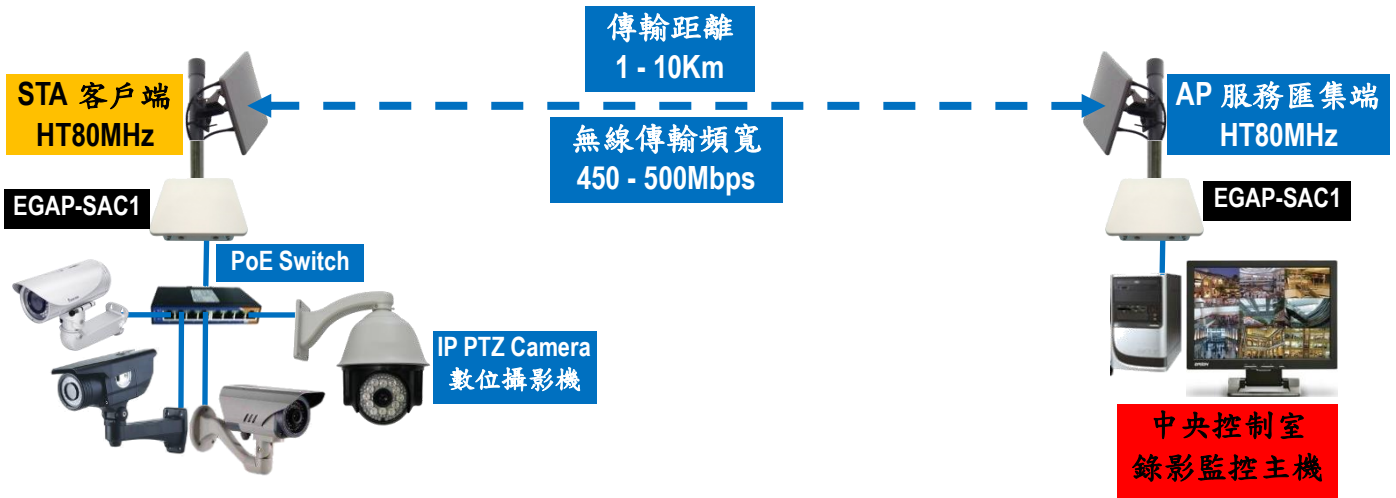 傳輸距離
1 - 10Km
STA 客戶端
HT80MHz
AP 服務匯集端
HT80MHz
無線傳輸頻寬
450 - 500Mbps
EGAP-SAC1
EGAP-SAC1
PoE Switch
IP PTZ Camera
數位攝影機
中央控制室
錄影監控主機